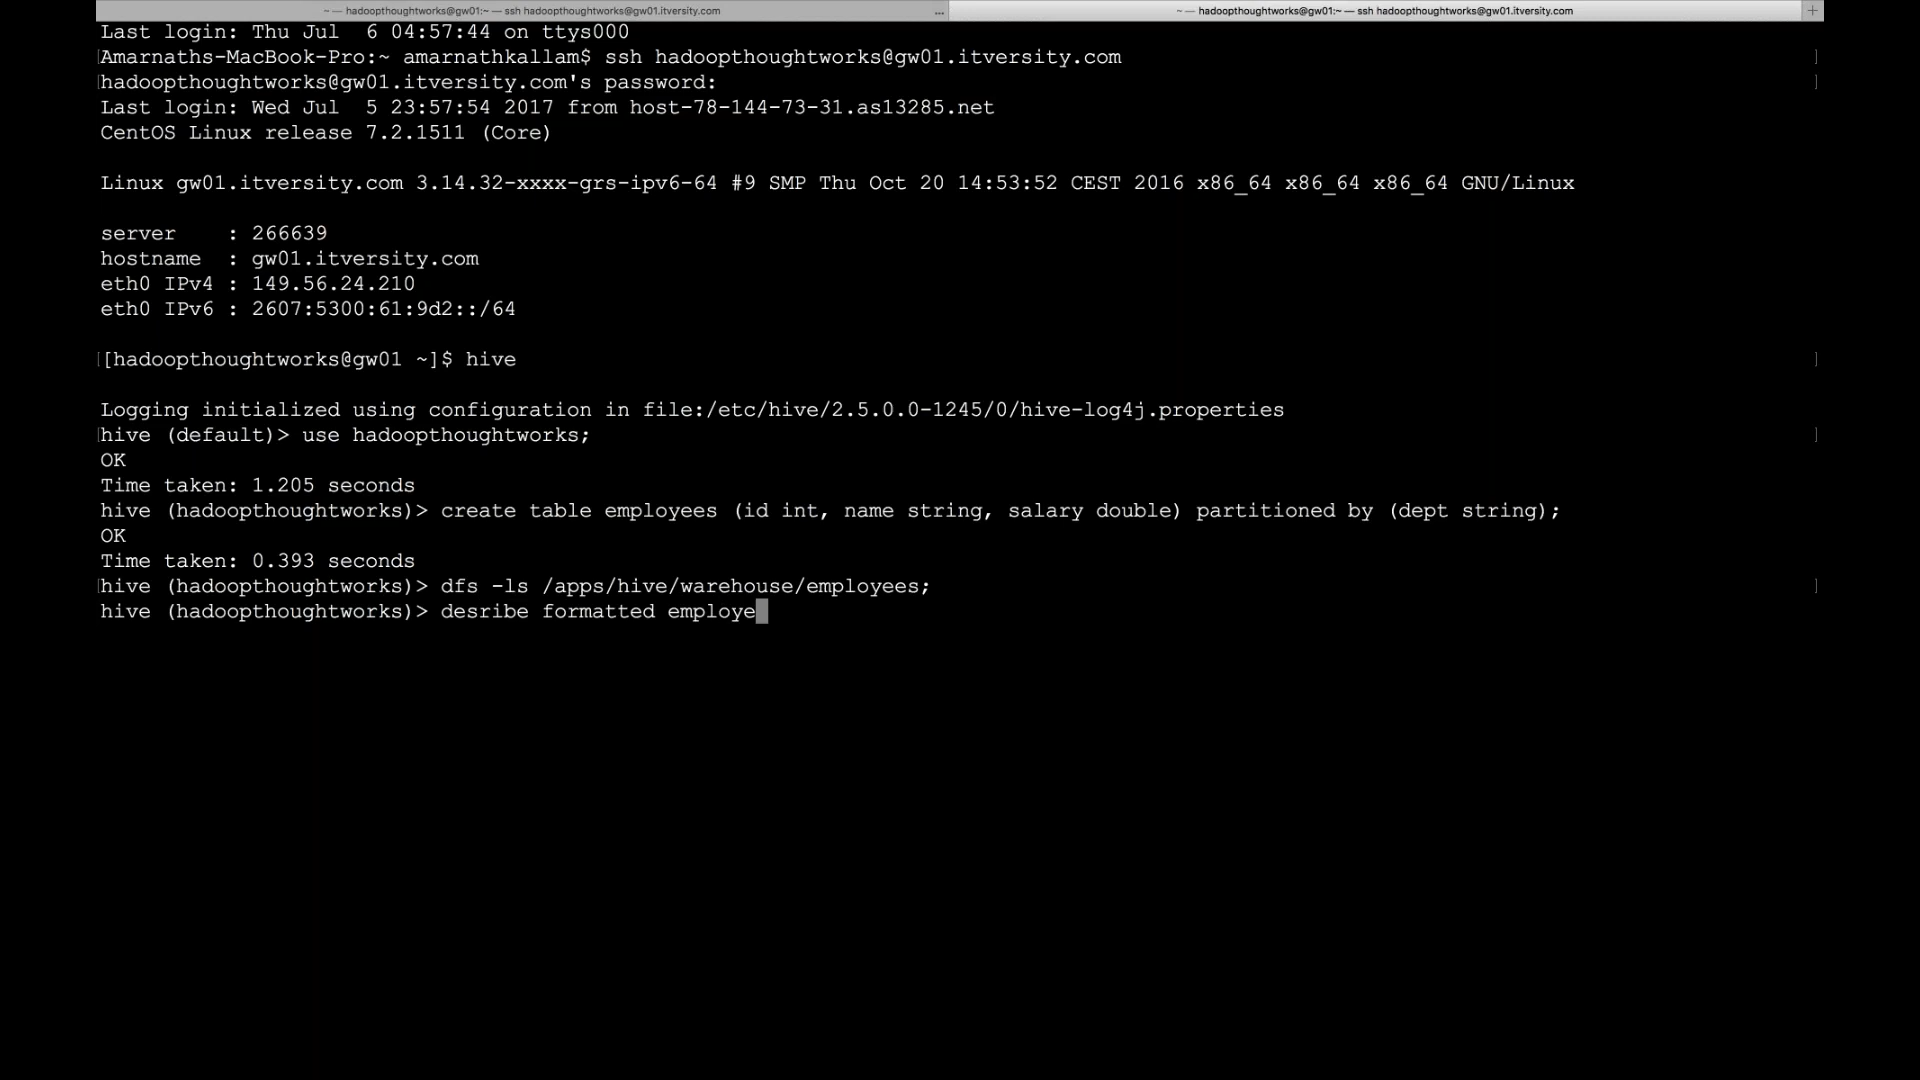 ~ — hadoopthoughtworks@gw01:~ — ssh hadoopthoughtworks@gw01.itversity.com ... ~ — hadoopthoughtworks@gw01:~ — ssh hadoopthoughtworks@gw01.itversity.com +
Last login: Thu Jul  6 04:57:44 on ttys000
[Amarnaths-MacBook-Pro:~ amarnathkallam$ ssh hadoopthoughtworks@gw01.itversity.com ]
[hadoopthoughtworks@gw01.itversity.com's password: ]
Last login: Wed Jul  5 23:57:54 2017 from host-78-144-73-31.as13285.net
CentOS Linux release 7.2.1511 (Core)
Linux gw01.itversity.com 3.14.32-xxxx-grs-ipv6-64 #9 SMP Thu Oct 20 14:53:52 CEST 2016 x86_64 x86_64 x86_64 GNU/Linux
server    : 266639
hostname  : gw01.itversity.com
eth0 IPv4 : 149.56.24.210
eth0 IPv6 : 2607:5300:61:9d2::/64
[[hadoopthoughtworks@gw01 ~]$ hive ]
Logging initialized using configuration in file:/etc/hive/2.5.0.0-1245/0/hive-log4j.properties
[hive (default)> use hadoopthoughtworks; ]
OK
Time taken: 1.205 seconds
hive (hadoopthoughtworks)> create table employees (id int, name string, salary double) partitioned by (dept string);
OK
Time taken: 0.393 seconds
[hive (hadoopthoughtworks)> dfs -ls /apps/hive/warehouse/employees; ]
hive (hadoopthoughtworks)> desribe formatted employe